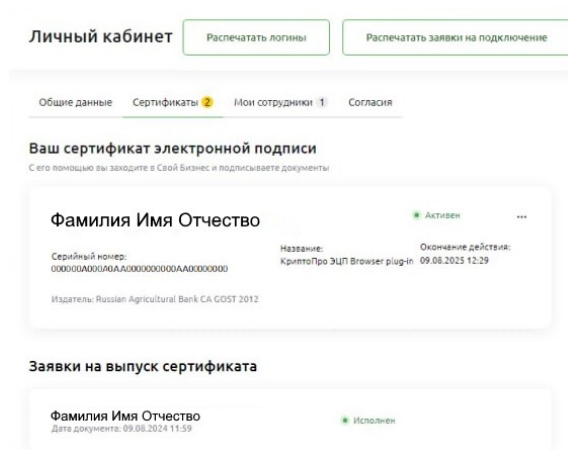 Личный кабинет
Распечатать логины
Распечатать заявки на подключение
Общие данные Сертификаты 2 Мои сотрудники 1 Согласия
Ваш сертификат электронной подписи
С его помощью вы заходите в Свой Бизнес и подписываете документы
Фамилия Имя Отчество
Активен
...
Серийный номер:
000000A000A0AA0000000000AA00000000
Название:
КриптоПро ЭЦП Browser plug-in
Окончание действия:
09.08.2025 12:29
Издатель: Russian Agricultural Bank CA GOST 2012
Заявки на выпуск сертификата
Фамилия Имя Отчество
Исполнен
Дата документа: 09.08.2024 11:59